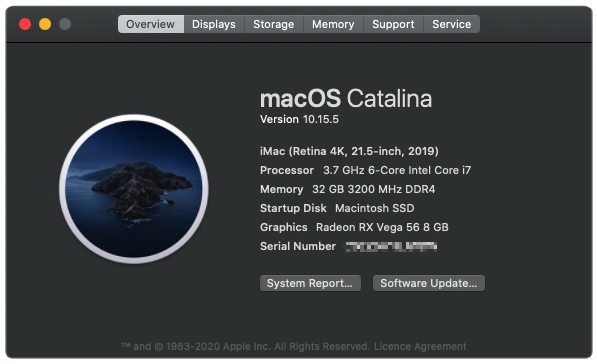 Overview Displays Storage Memory Support Service
macOS Catalina
Version 10.15.5
iMac (Retina 4K, 21.5-inch, 2019)
Processor 3.7 GHz 6-Core Intel Core i7
Memory 32 GB 3200 MHz DDR4
Startup Disk Macintosh SSD
Graphics Radeon RX Vega 56 8 GB
Serial Number
System Report... Software Update...
™ and © 1983-2020 Apple Inc. All Rights Reserved. Licence Agreement